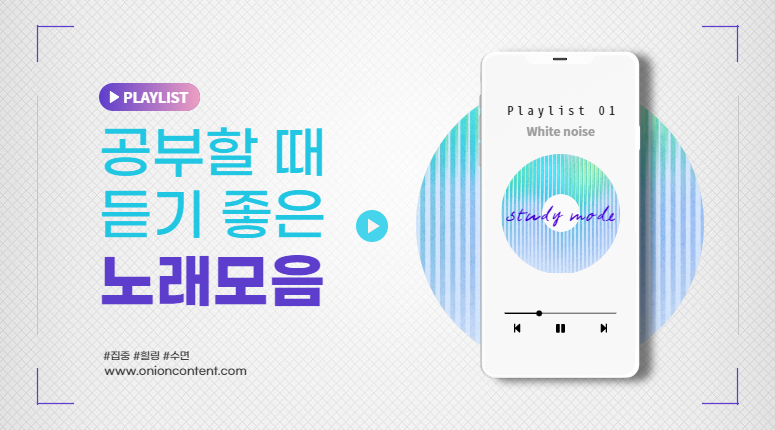 PLAYLIST
공부할 때
듣기 좋은
노래모음
#집중 #힐링 #수면
www.onioncontent.com
Playlist 01
White noise
study mode